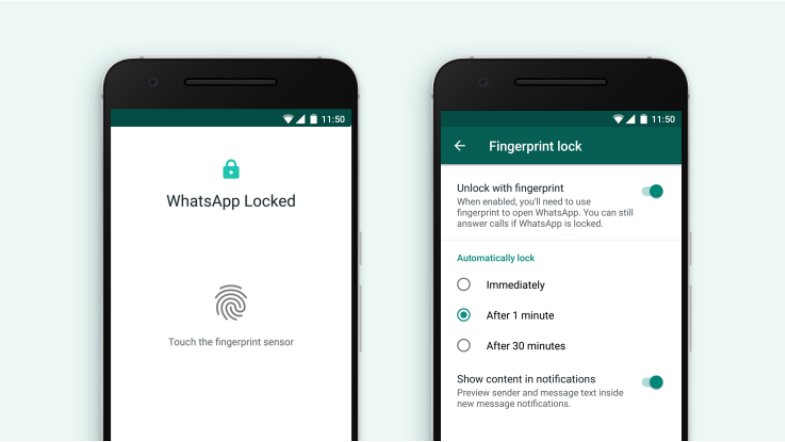 11:50
WhatsApp Locked
Touch the fingerprint sensor
11:50
Fingerprint lock
Unlock with fingerprint
When enabled, you'll need to use
fingerprint to open WhatsApp. You can still
answer calls if WhatsApp is locked.
Automatically lock
Immediately
After 1 minute
After 30 minutes
Show content in notifications
Preview sender and message text inside
new message notifications.